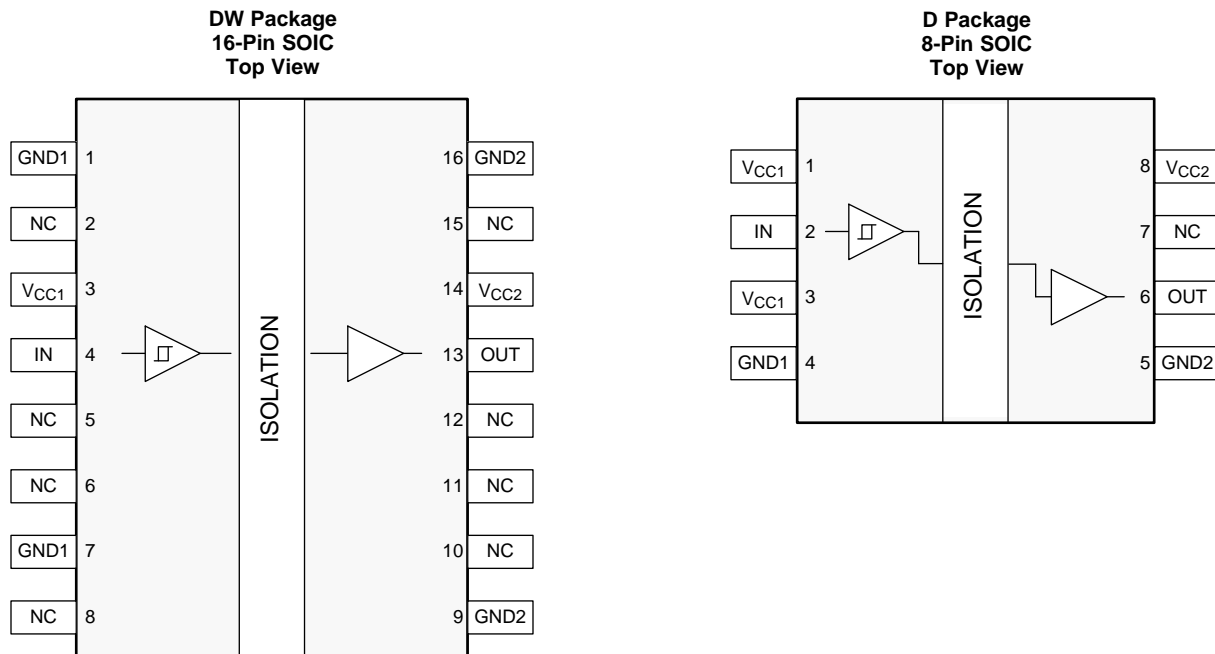 DW Package
16-Pin SOIC
Top View
GND1 1
NC 2
VCC1 3
IN 4
NC 5
NC 6
GND1 7
NC 8
ISOLATION
16 GND2
15 NC
14 VCC2
13 OUT
12 NC
11 NC
10 NC
9 GND2
D Package
8-Pin SOIC
Top View
VCC1 1
IN 2
VCC1 3
GND1 4
ISOLATION
8 VCC2
7 NC
6 OUT
5 GND2